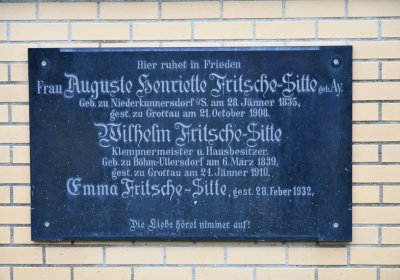 Hier ruhet in Frieden
Frau Auguste Henriette Fritsche-Sitte geb. Ay.
Geb. zu Niederkunnersdorf i/S. am 28. Jänner 1835,
gest. zu Grottau am 21. October 1908.
Wilhelm Fritsche-Sitte
Klempnermeister u. Hausbesitzer.
Geb. zu Böhm-Ullersdorf am 6. März 1839,
gest. zu Grottau am 24. Jänner 1910.
Emma Fritsche-Sitte, gest. 28. Feber 1932.
Die Liebe höret nimmer auf!